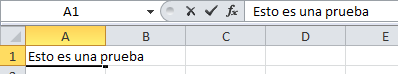 A1 fx Esto es una prueba
A B C D E
1 Esto es una prueba